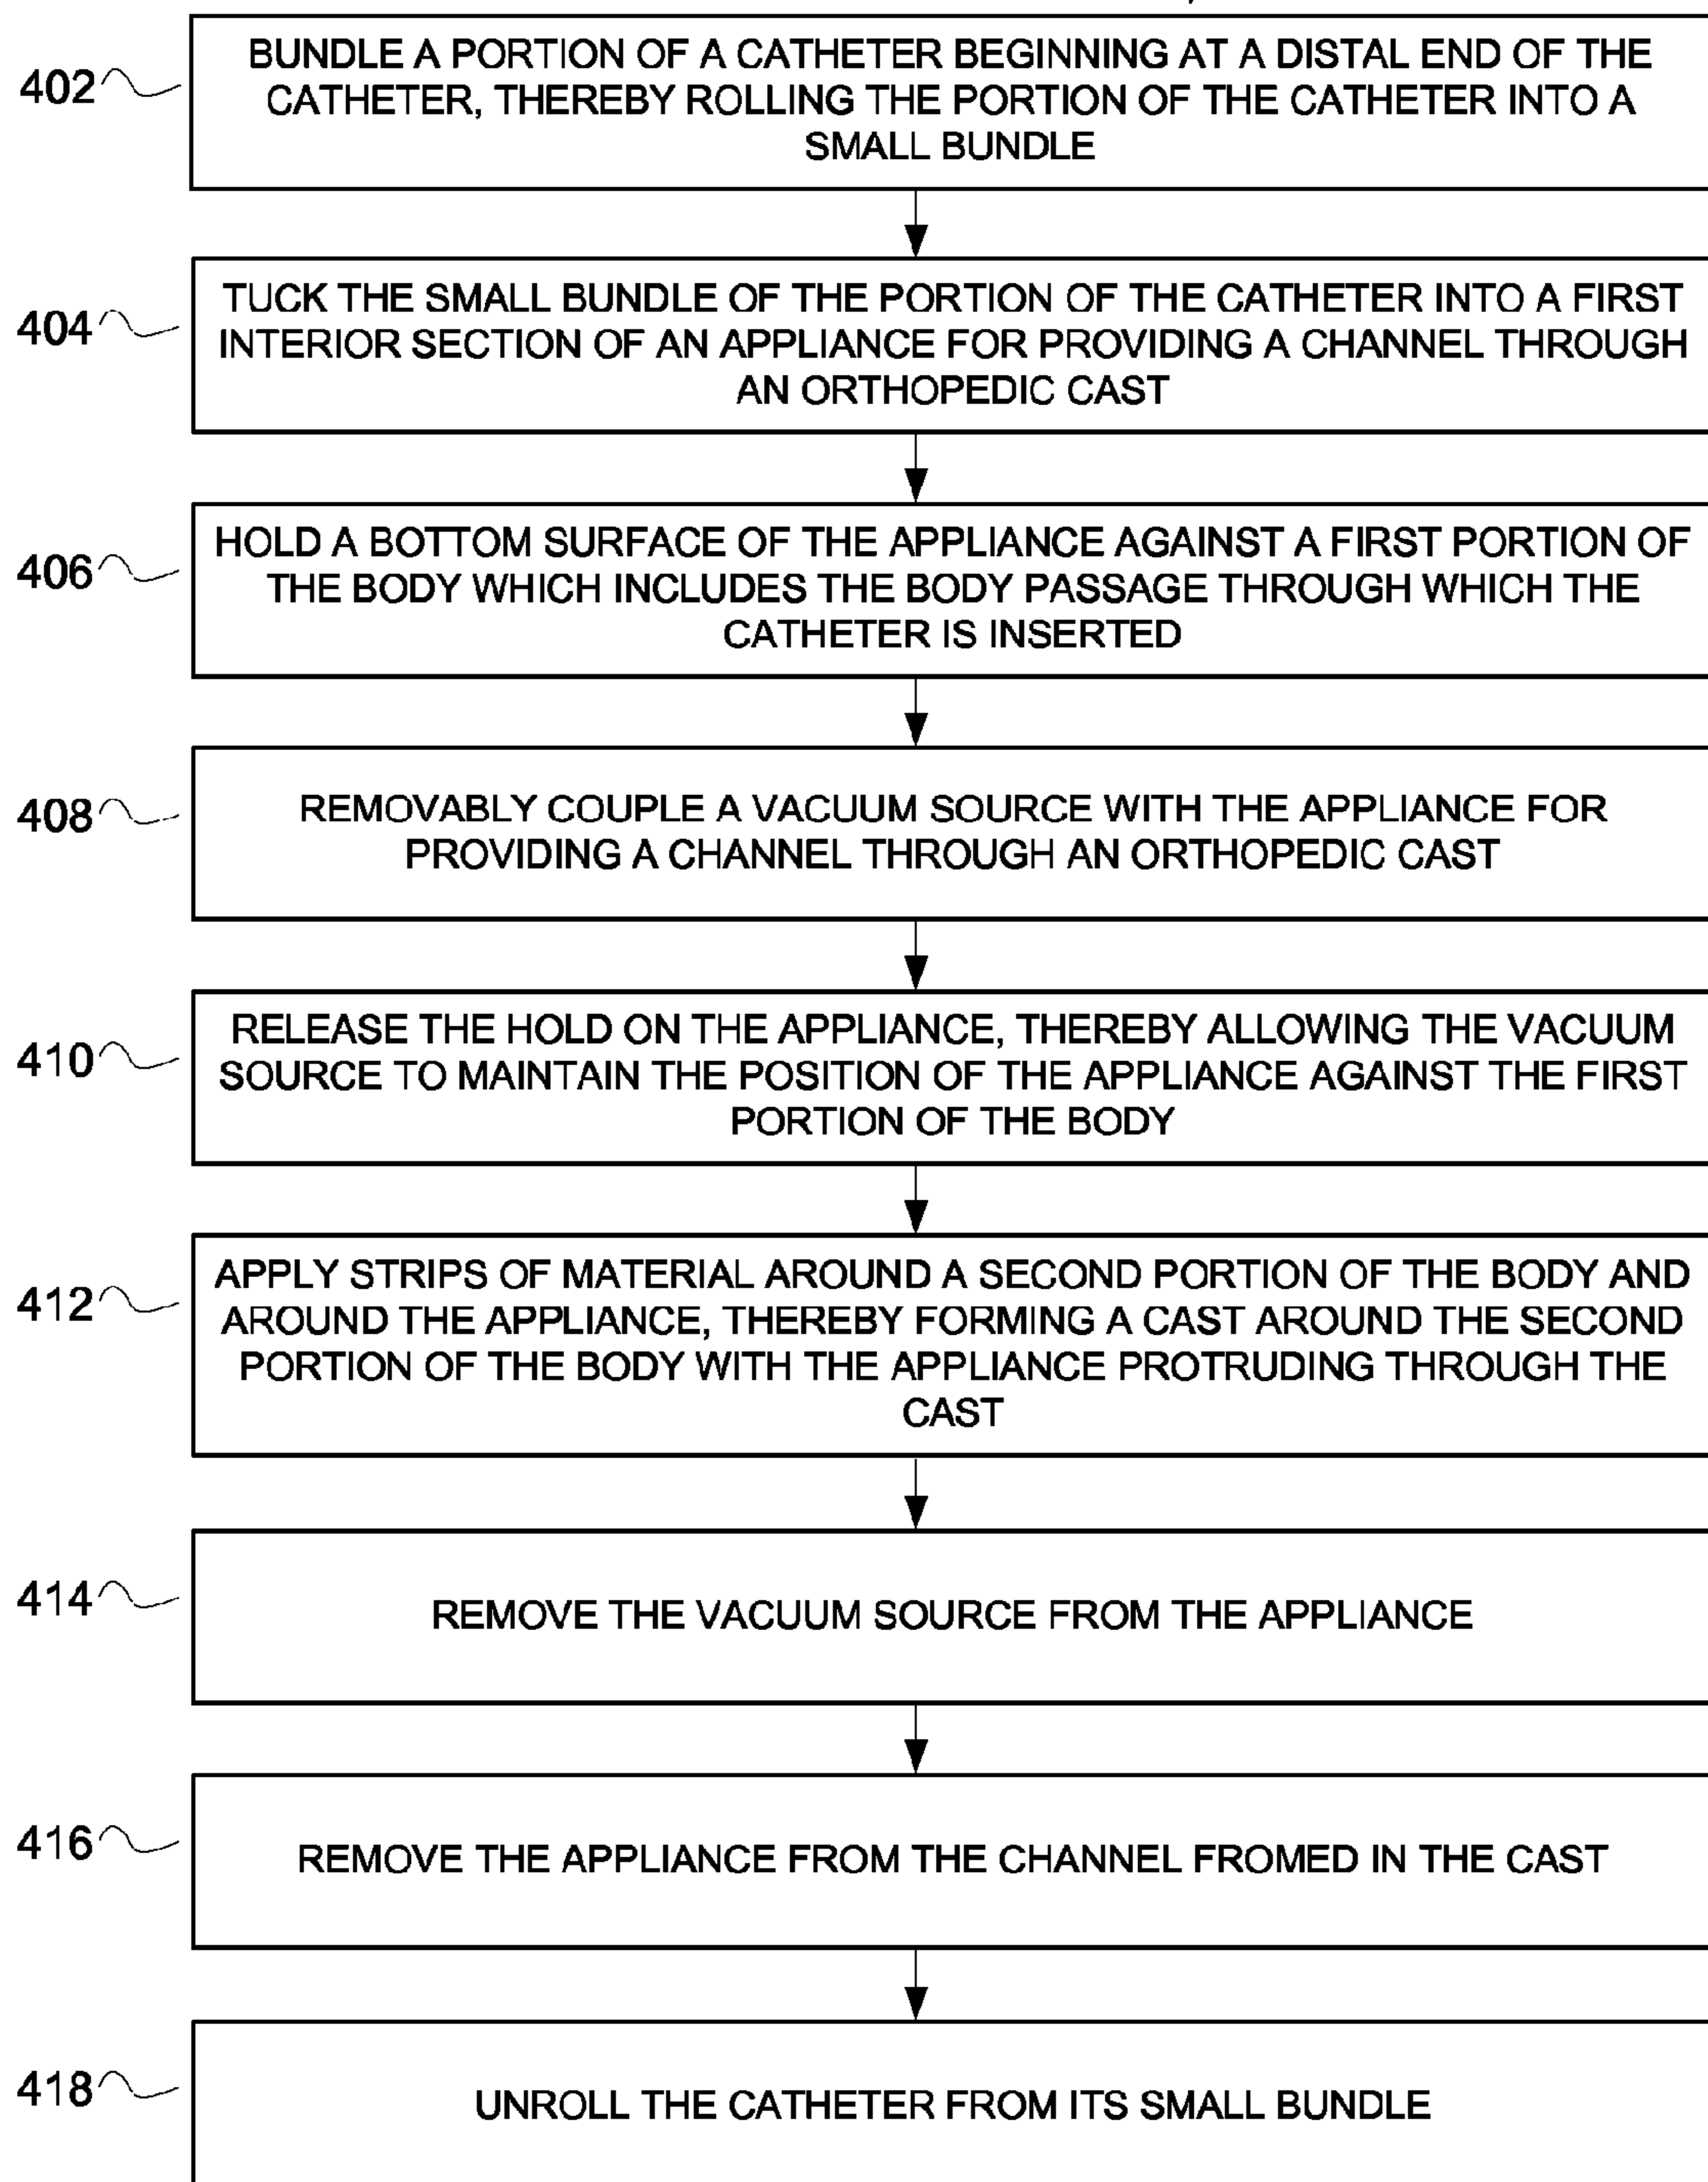 402
BUNDLE A PORTION OF A CATHETER BEGINNING AT A DISTAL END OF THE
CATHETER, THEREBY ROLLING THE PORTION OF THE CATHETER INTO A
SMALL BUNDLE
404
TUCK THE SMALL BUNDLE OF THE PORTION OF THE CATHETER INTO A FIRST
INTERIOR SECTION OF AN APPLIANCE FOR PROVIDING A CHANNEL THROUGH
AN ORTHOPEDIC CAST
406
HOLD A BOTTOM SURFACE OF THE APPLIANCE AGAINST A FIRST PORTION OF
THE BODY WHICH INCLUDES THE BODY PASSAGE THROUGH WHICH THE
CATHETER IS INSERTED
408
REMOVABLY COUPLE A VACUUM SOURCE WITH THE APPLIANCE FOR
PROVIDING A CHANNEL THROUGH AN ORTHOPEDIC CAST
410
RELEASE THE HOLD ON THE APPLIANCE, THEREBY ALLOWING THE VACUUM
SOURCE TO MAINTAIN THE POSITION OF THE APPLIANCE AGAINST THE FIRST
PORTION OF THE BODY
412
APPLY STRIPS OF MATERIAL AROUND A SECOND PORTION OF THE BODY AND
AROUND THE APPLIANCE, THEREBY FORMING A CAST AROUND THE SECOND
PORTION OF THE BODY WITH THE APPLIANCE PROTRUDING THROUGH THE
CAST
414
REMOVE THE VACUUM SOURCE FROM THE APPLIANCE
416
REMOVE THE APPLIANCE FROM THE CHANNEL FROMED IN THE CAST
418
UNROLL THE CATHETER FROM ITS SMALL BUNDLE